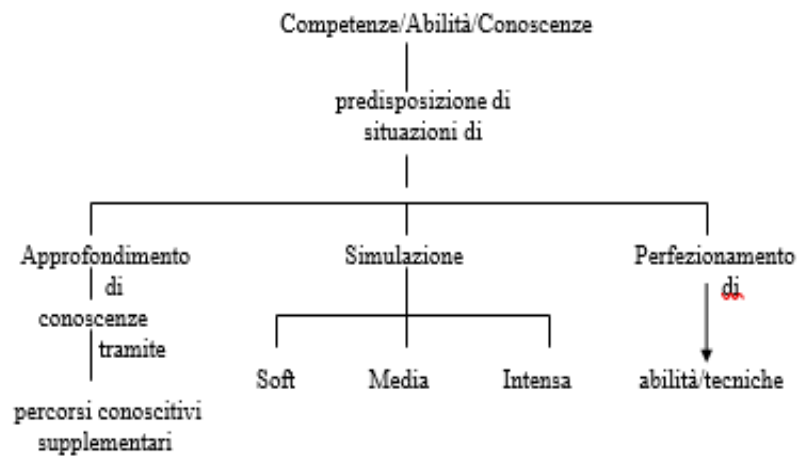 Competenze/Abilità/Conoscenze
predisposizione di
situazioni di
Approfondimento
di
conoscenze
tramite
percorsi conoscitivi
supplementari
Simulazione
Soft
Media
Intensa
Perfezionamento
di
abilità/tecniche